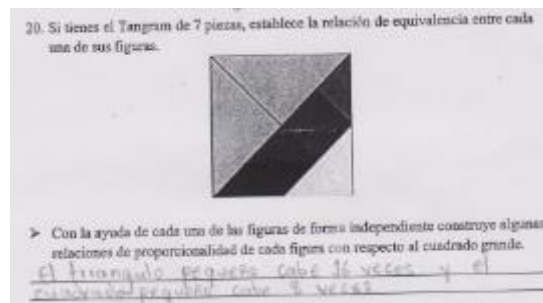 20. Si tienes el Tangram de 7 piezas, establece la relación de equivalencia entre cada
una de sus figuras.
➢ Con la ayuda de cada una de las figuras de forma independiente construye algunas
relaciones de proporcionalidad de cada figura con respecto al cuadrado grande.
El triangulo pequeño cabe 16 veces y el
cuadrado pequeño cabe 8 veces